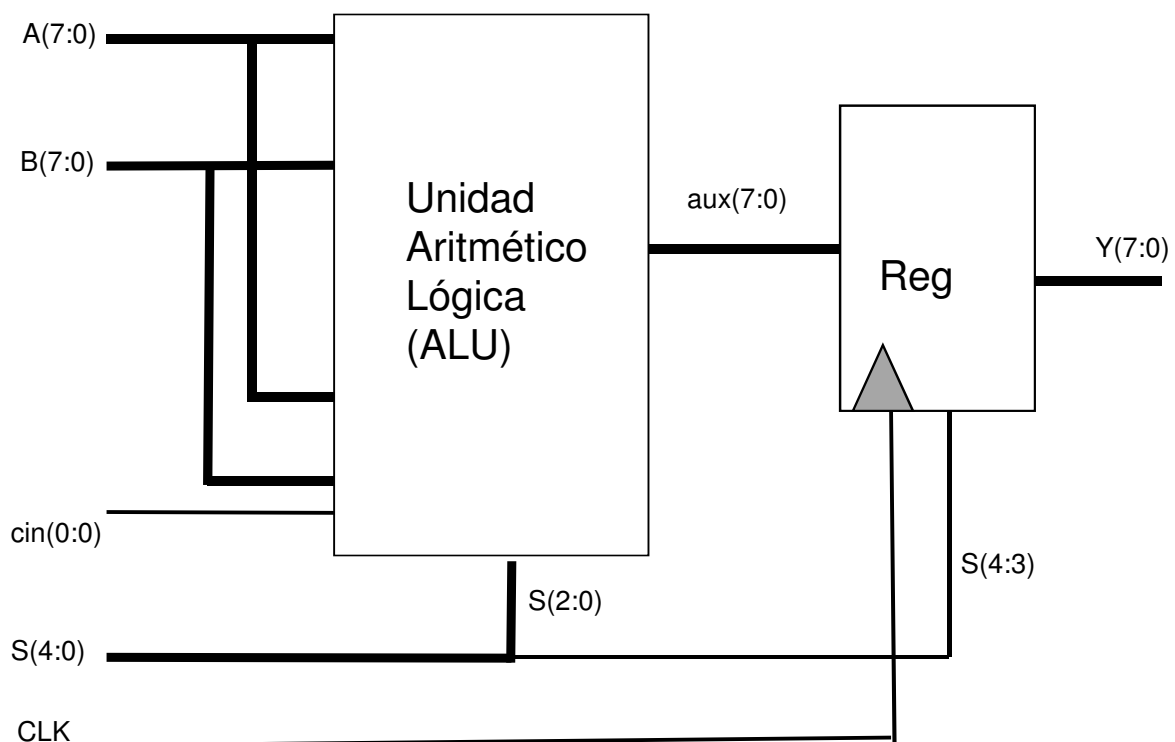 A(7:0)
B(7:0)
Unidad
Aritmético
Lógica
(ALU)
aux(7:0)
Reg
Y(7:0)
cin(0:0)
S(2:0)
S(4:3)
S(4:0)
CLK